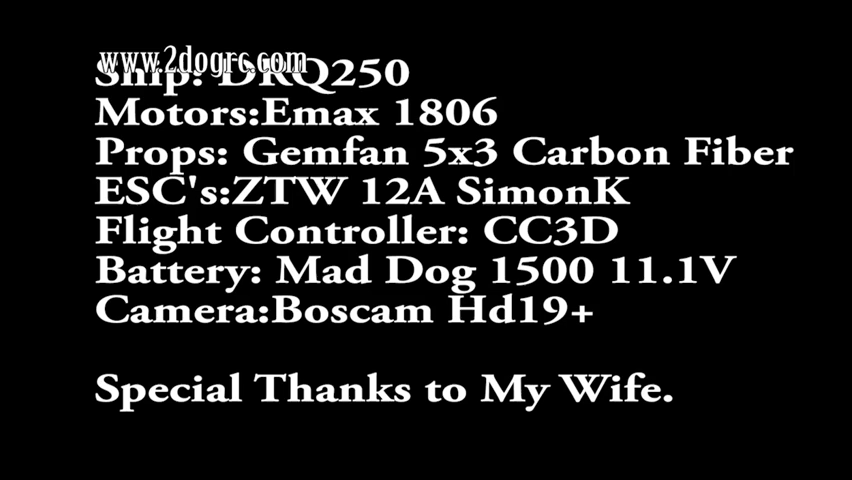 www.2dogrc.com
Ship: DRQ250
Motors:Emax 1806
Props: Gemfan 5x3 Carbon Fiber
ESC's:ZTW 12A SimonK
Flight Controller: CC3D
Battery: Mad Dog 1500 11.1V
Camera:Boscam Hd19+
Special Thanks to My Wife.